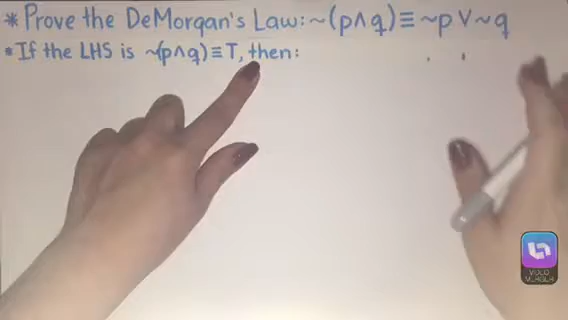 * Prove the DeMorgan's Law: ~(p∧q) ≡ ~p ∨ ~q
* If the LHS is ~(p∧q) ≡ T, then: